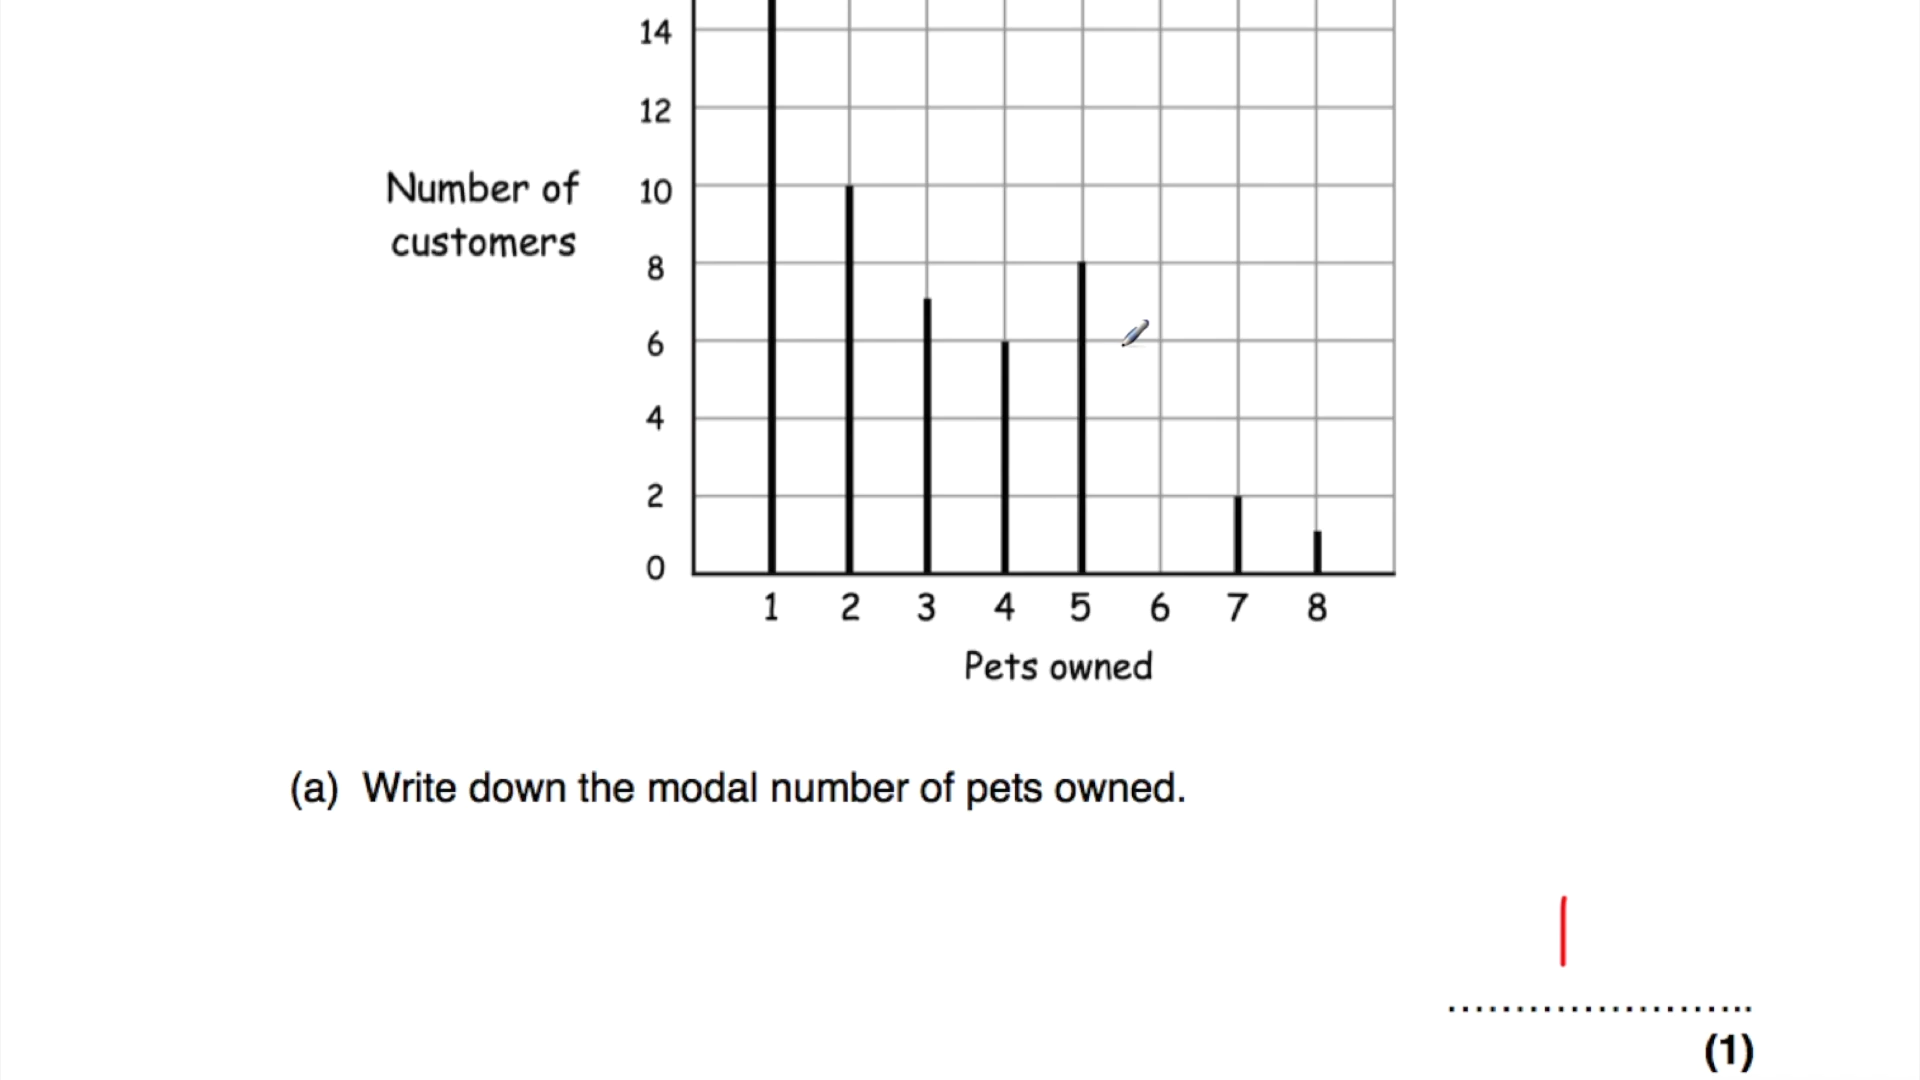 14
12
Number of
customers
10
8
6
4
2
0
1 2 3 4 5 6 7 8
Pets owned
(a) Write down the modal number of pets owned.
1
........................
(1)